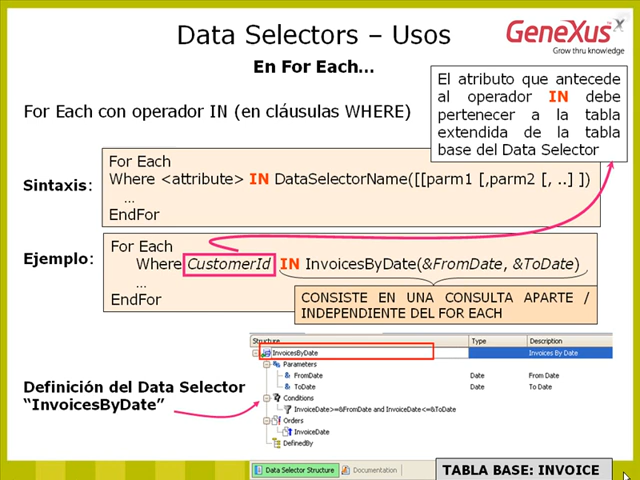 Data Selectors – Usos
GeneXus X
Grow thru knowledge
En For Each...
El atributo que antecede
al operador IN debe
pertenecer a la tabla
extendida de la tabla
base del Data Selector
For Each con operador IN (en cláusulas WHERE)
Sintaxis:
For Each
Where <attribute> IN DataSelectorName([[parm1 [,parm2 [, ..] ])
...
EndFor
Ejemplo:
For Each
Where CustomerId IN InvoicesByDate(&FromDate, &ToDate)
...
EndFor
CONSISTE EN UNA CONSULTA APARTE /
INDEPENDIENTE DEL FOR EACH
Definición del Data Selector
"InvoicesByDate"
Structure Type Description
InvoicesByDate Invoices By Date
Parameters
FromDate Date From Date
ToDate Date To Date
Conditions
InvoiceDate>=&FromDate and InvoiceDate<=&ToDate
Orders
InvoiceDate
DefinedBy
Data Selector Structure Documentation
TABLA BASE: INVOICE